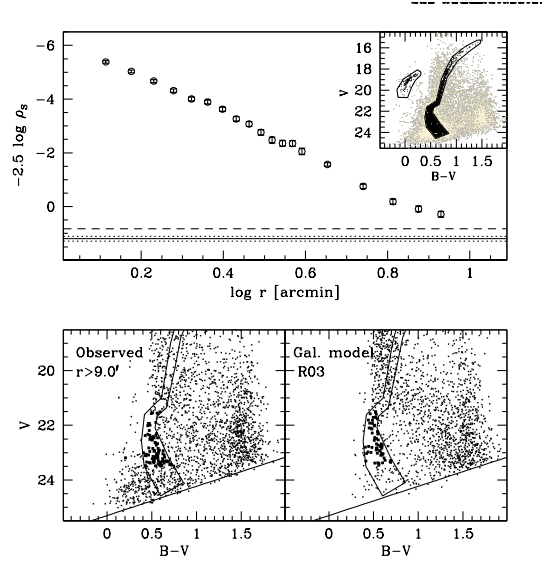 -6
-4
-2
0
-2.5 log ρs
0.2 0.4 0.6 0.8 1
log r [arcmin]
16
18
20
22
24
V
0 0.5 1 1.5
B-V
Observed
r>9.0'
Gal. model
R03
20
22
24
V
0 0.5 1 1.5
B-V
0 0.5 1 1.5
B-V